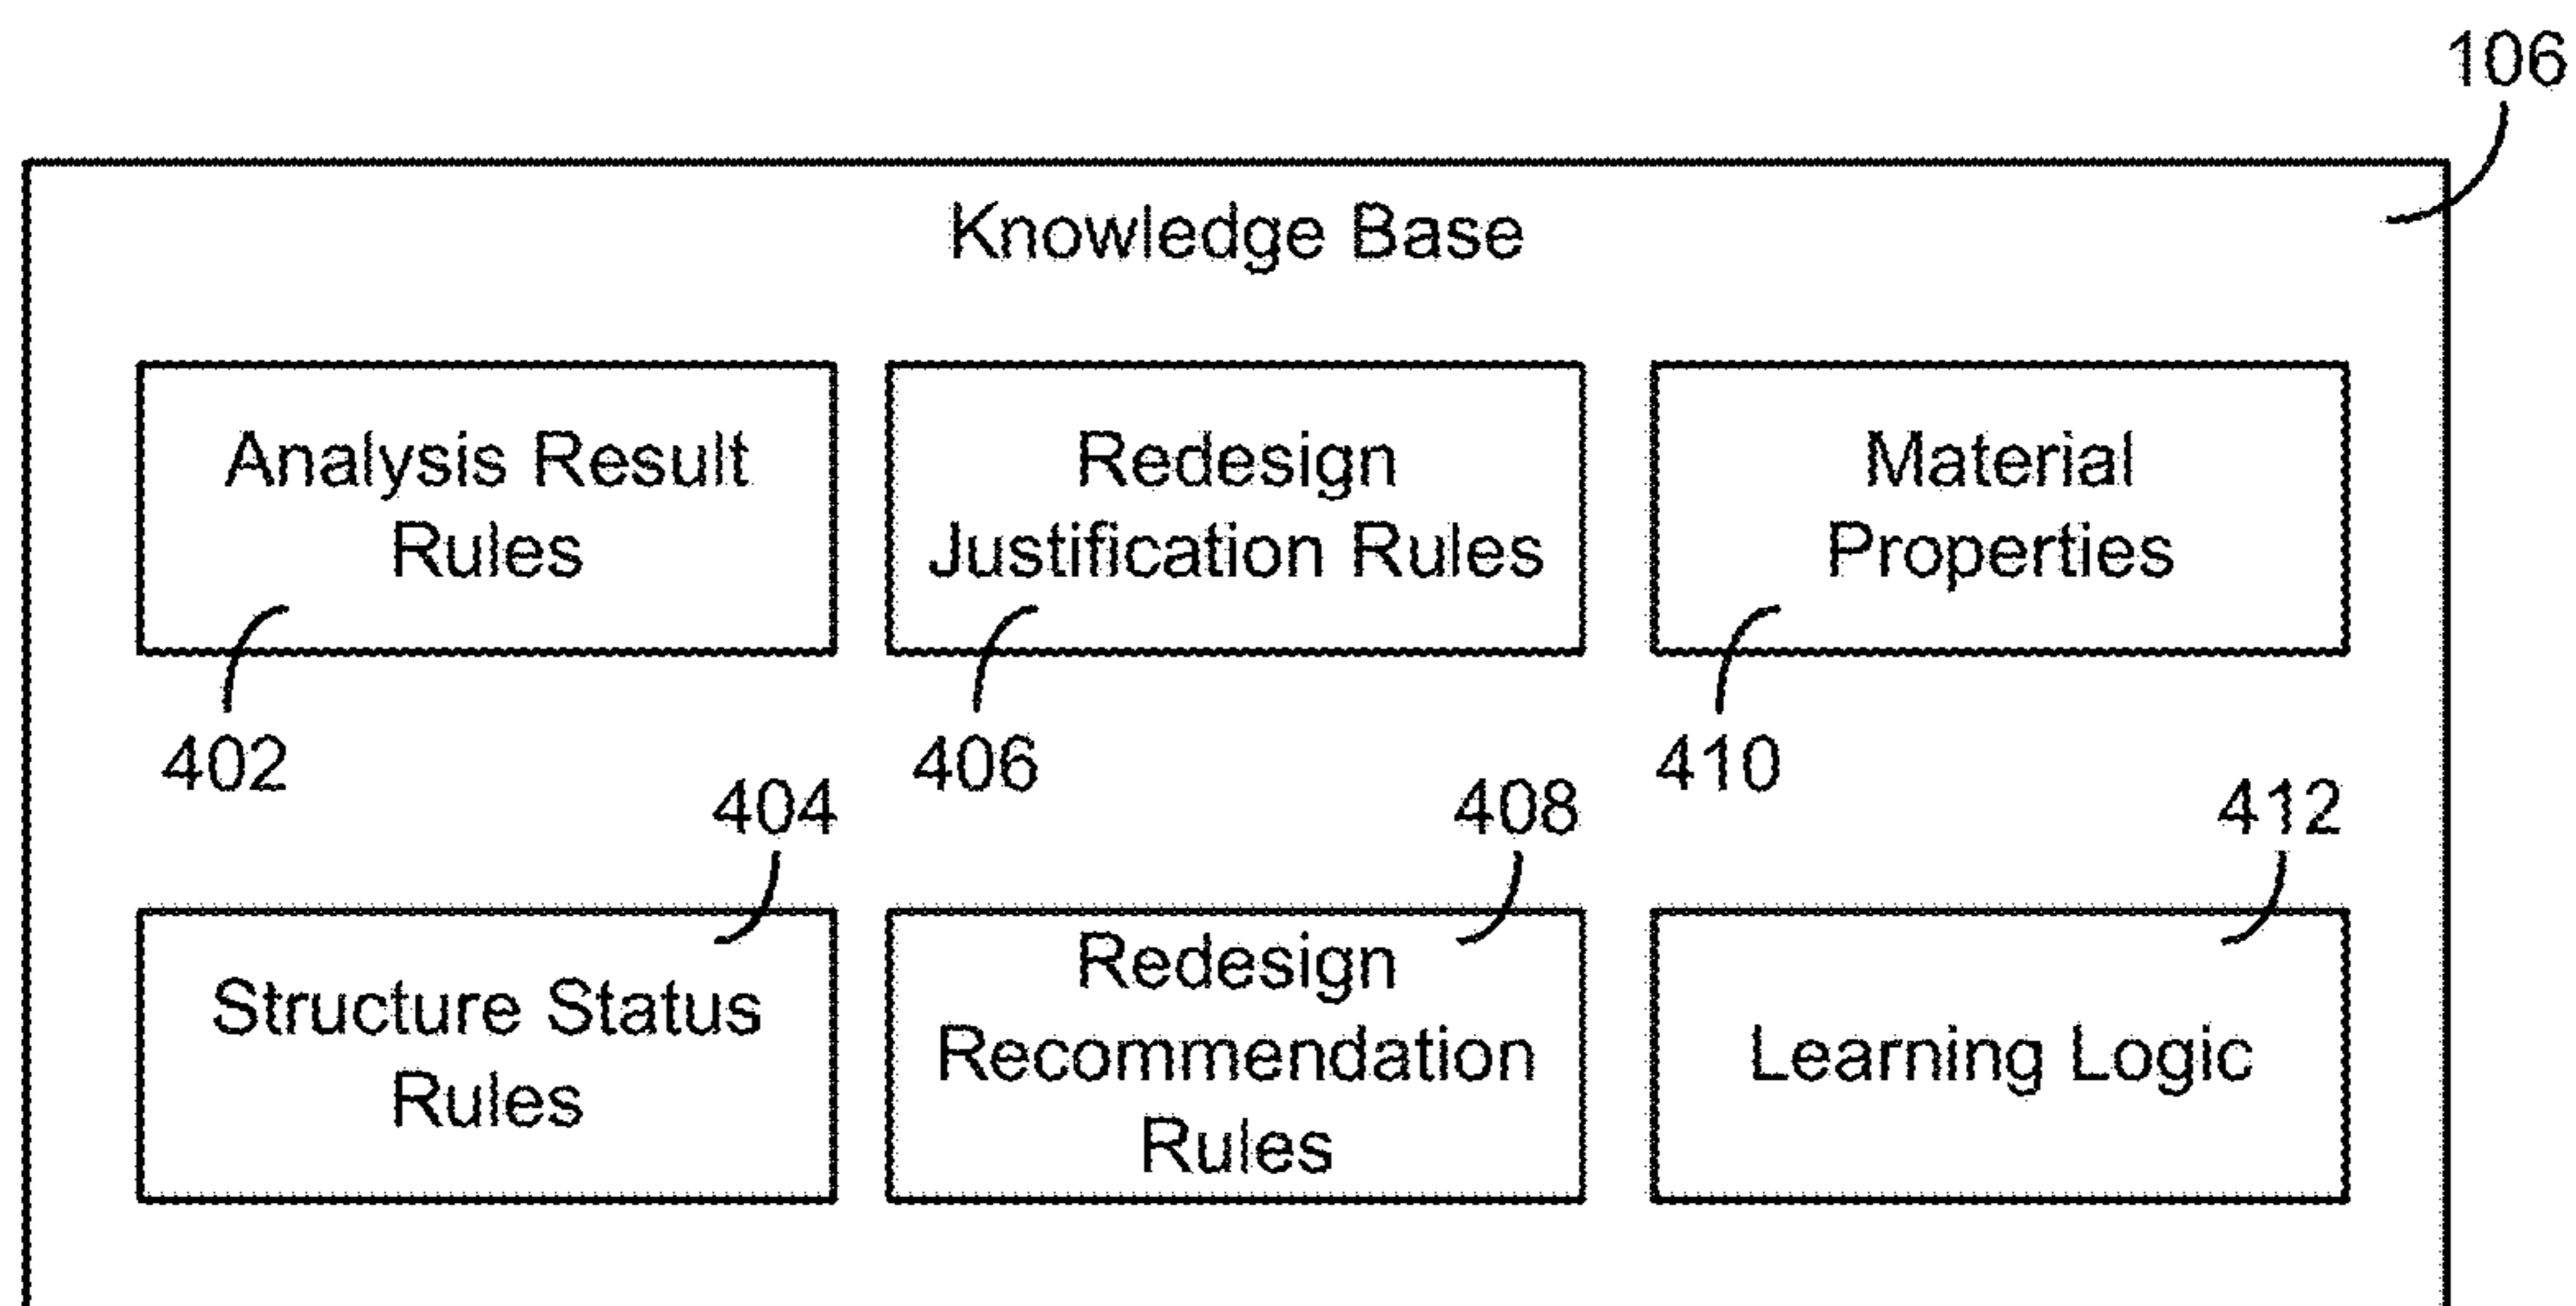 106
Knowledge Base
Analysis Result
Rules
402
Redesign
Justification Rules
406
Material
Properties
410
404
Structure Status
Rules
408
Redesign
Recommendation
Rules
412
Learning Logic